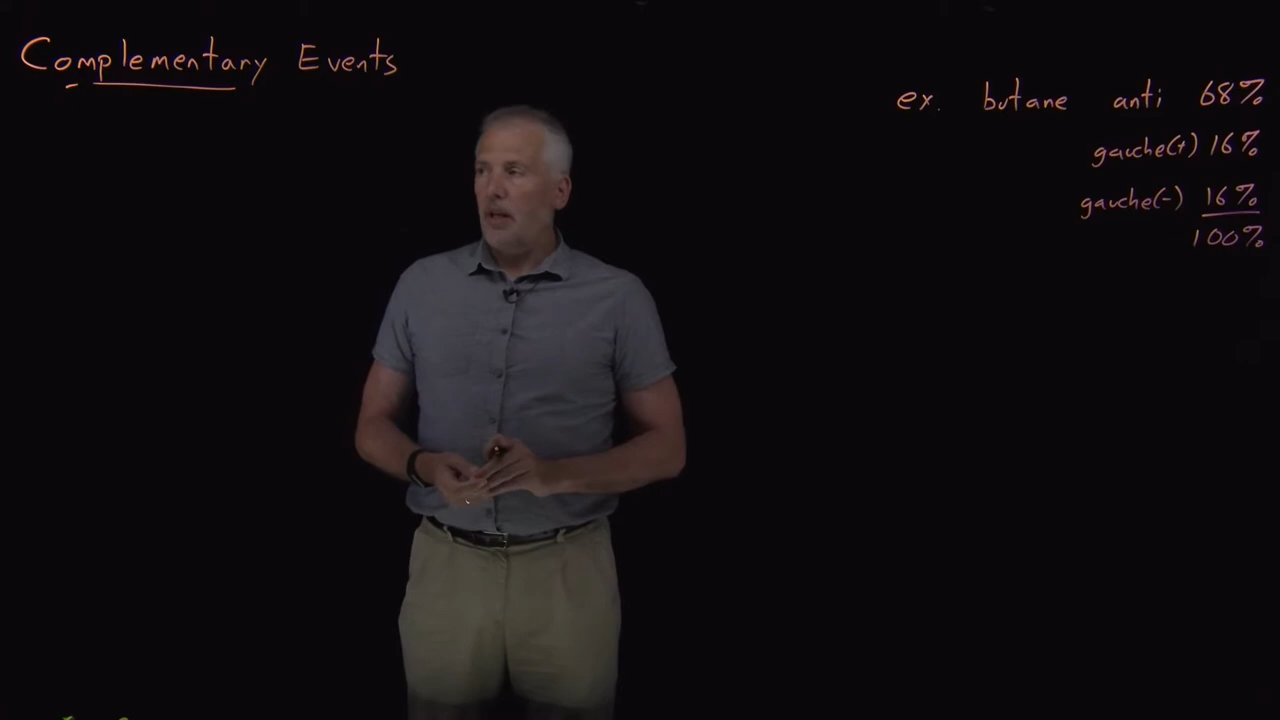 Complementary Events
ex. butane anti 68%
gauche(+) 16%
gauche(-) 16%
100%